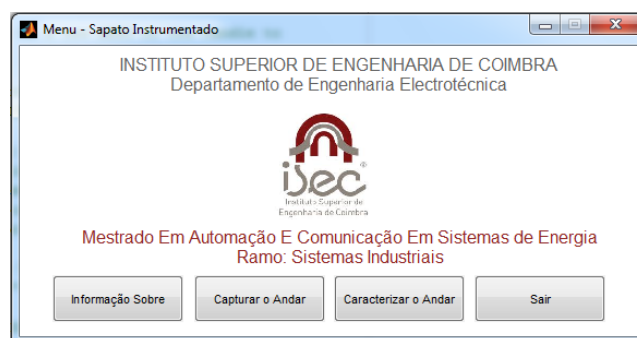 Menu - Sapato Instrumentado
INSTITUTO SUPERIOR DE ENGENHARIA DE COIMBRA
Departamento de Engenharia Electrotécnica
isec®
Instituto Superior de
Engenharia de Coimbra
Mestrado Em Automação E Comunicação Em Sistemas de Energia
Ramo: Sistemas Industriais
Informação Sobre
Capturar o Andar
Caracterizar o Andar
Sair